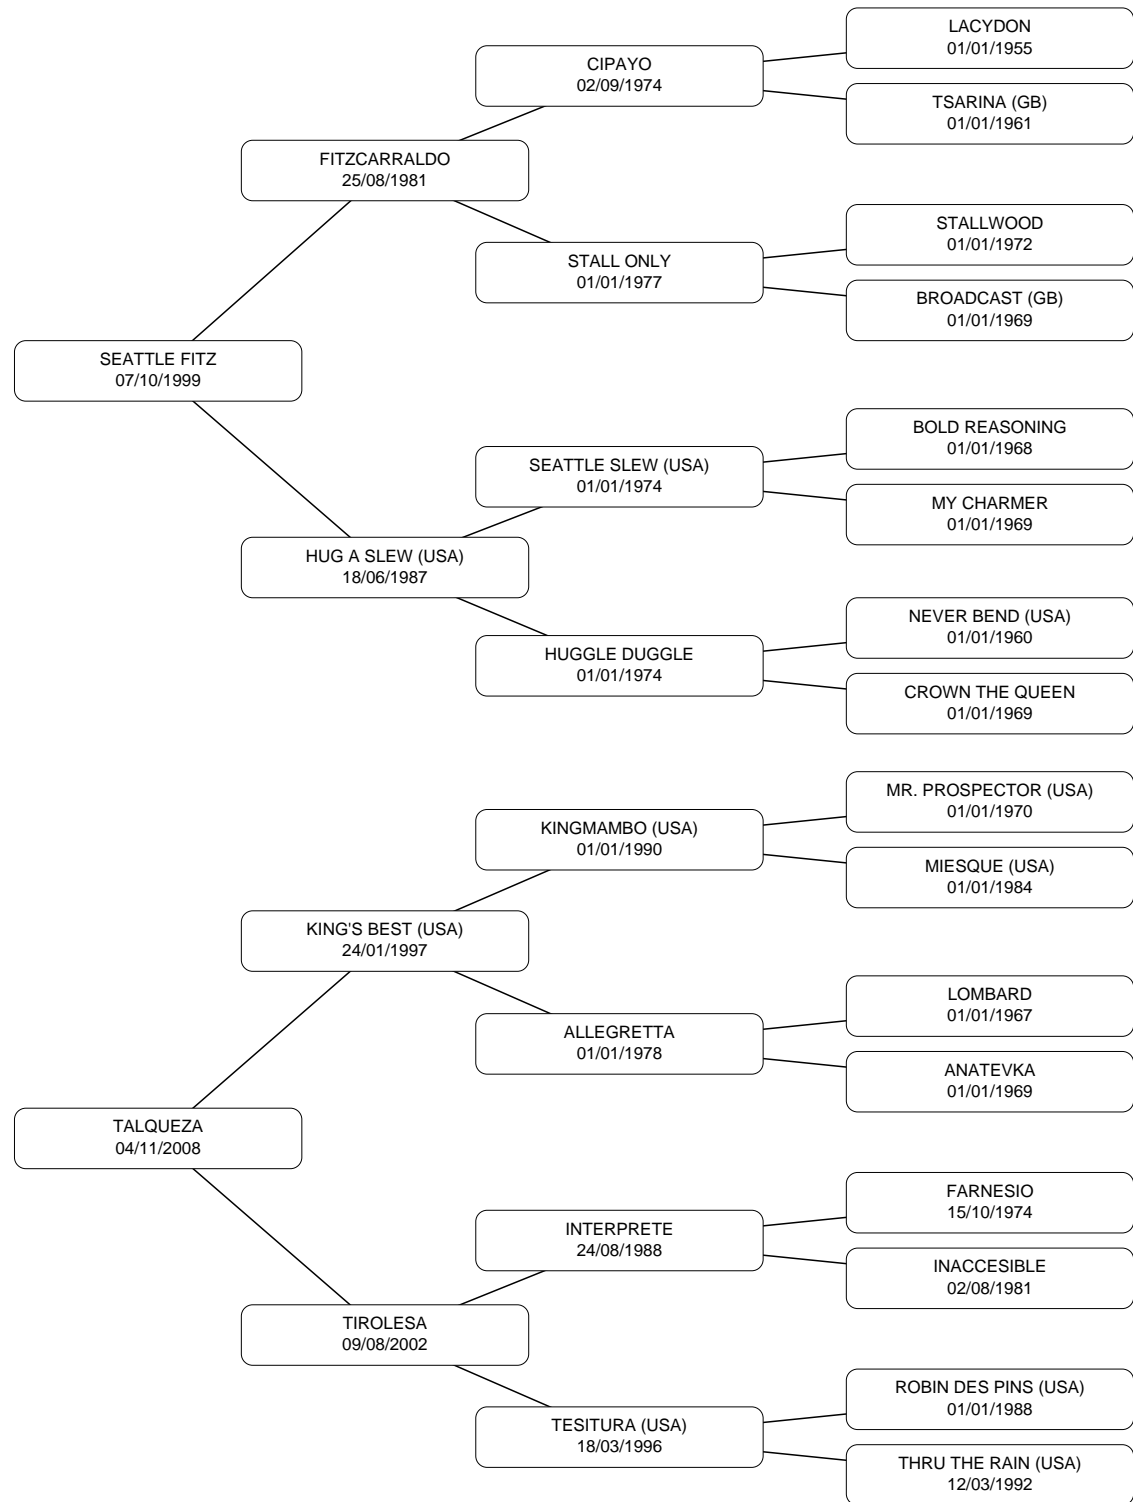 LACYDON
01/01/1955
CIPAYO
02/09/1974
TSARINA (GB)
01/01/1961
FITZCARRALDO
25/08/1981
STALLWOOD
01/01/1972
STALL ONLY
01/01/1977
BROADCAST (GB)
01/01/1969
SEATTLE FITZ
07/10/1999
BOLD REASONING
01/01/1968
SEATTLE SLEW (USA)
01/01/1974
MY CHARMER
01/01/1969
HUG A SLEW (USA)
18/06/1987
NEVER BEND (USA)
01/01/1960
HUGGLE DUGGLE
01/01/1974
CROWN THE QUEEN
01/01/1969
MR. PROSPECTOR (USA)
01/01/1970
KINGMAMBO (USA)
01/01/1990
MIESQUE (USA)
01/01/1984
KING'S BEST (USA)
24/01/1997
LOMBARD
01/01/1967
ALLEGRETTA
01/01/1978
ANATEVKA
01/01/1969
TALQUEZA
04/11/2008
FARNESIO
15/10/1974
INTERPRETE
24/08/1988
INACCESIBLE
02/08/1981
TIROLESA
09/08/2002
ROBIN DES PINS (USA)
01/01/1988
TESITURA (USA)
18/03/1996
THRU THE RAIN (USA)
12/03/1992